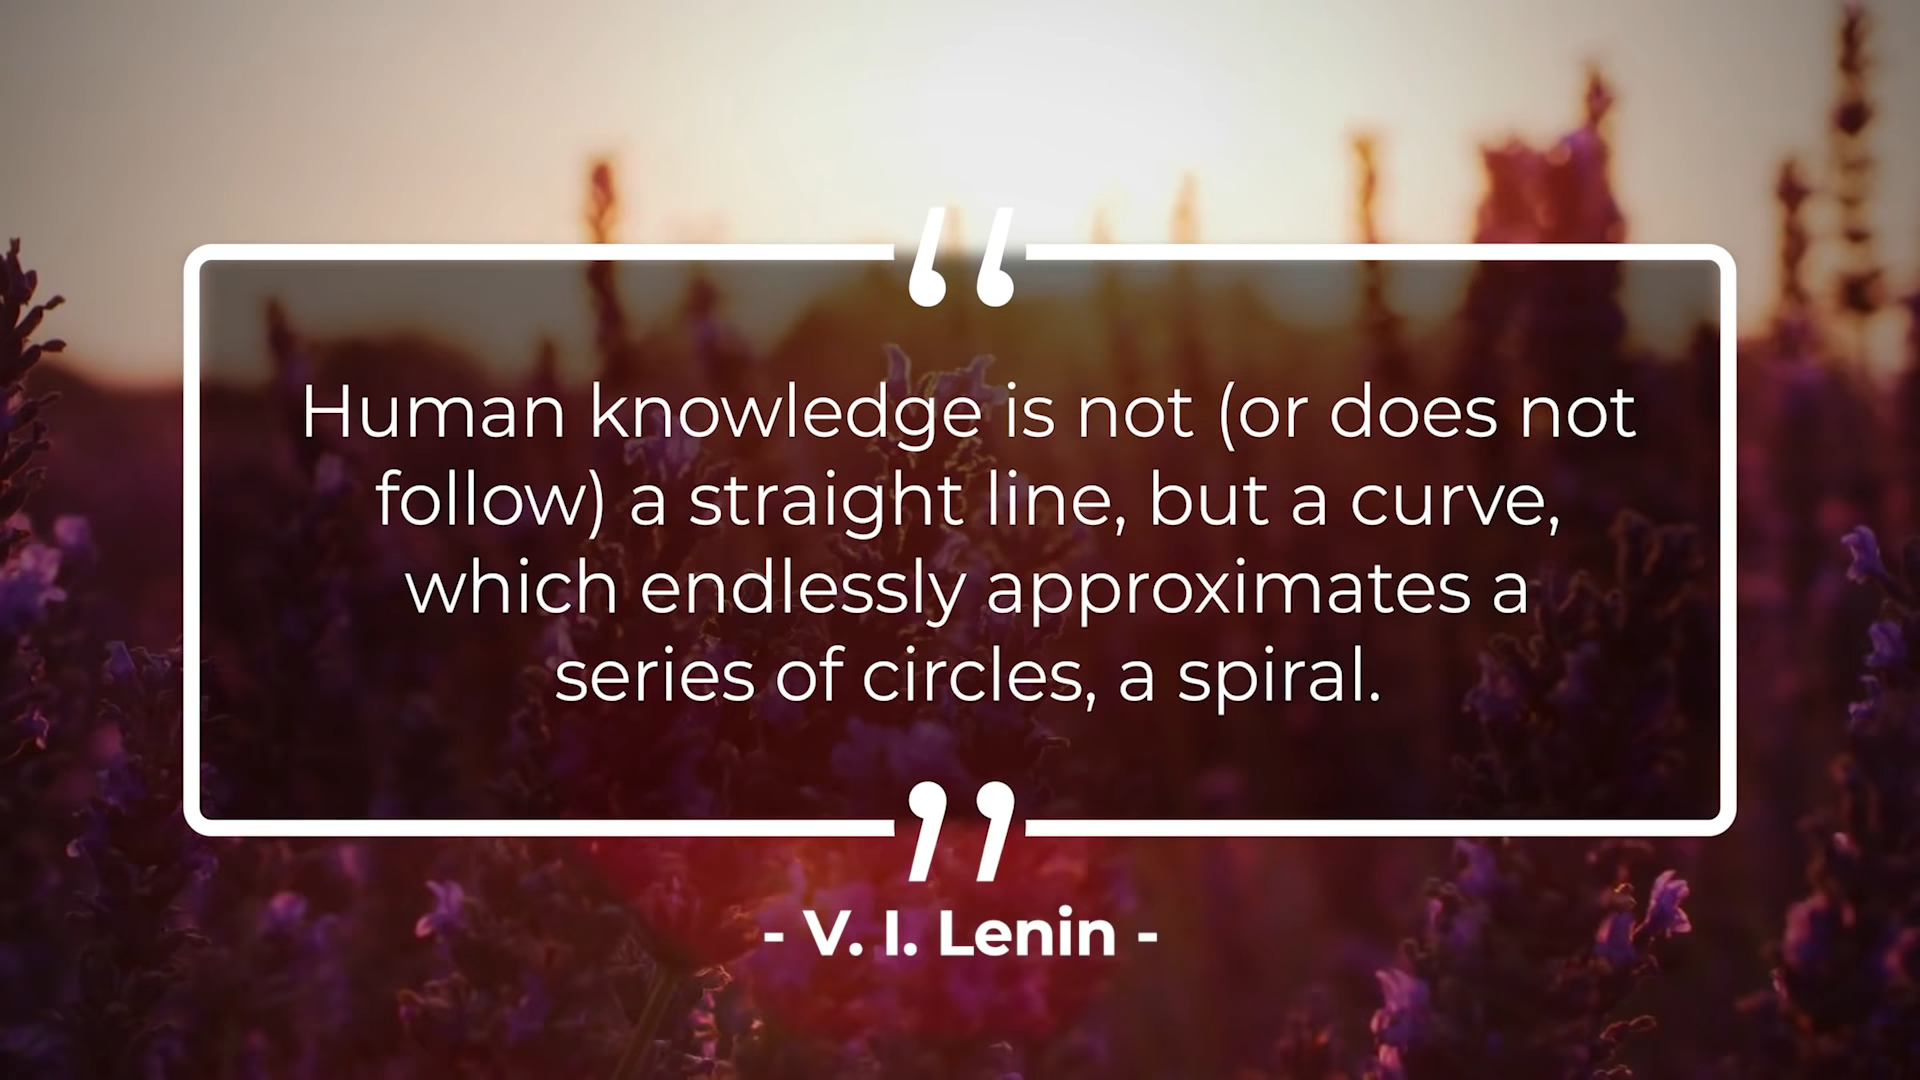 “
Human knowledge is not (or does not
follow) a straight line, but a curve,
which endlessly approximates a
series of circles, a spiral.
”
- V. I. Lenin -